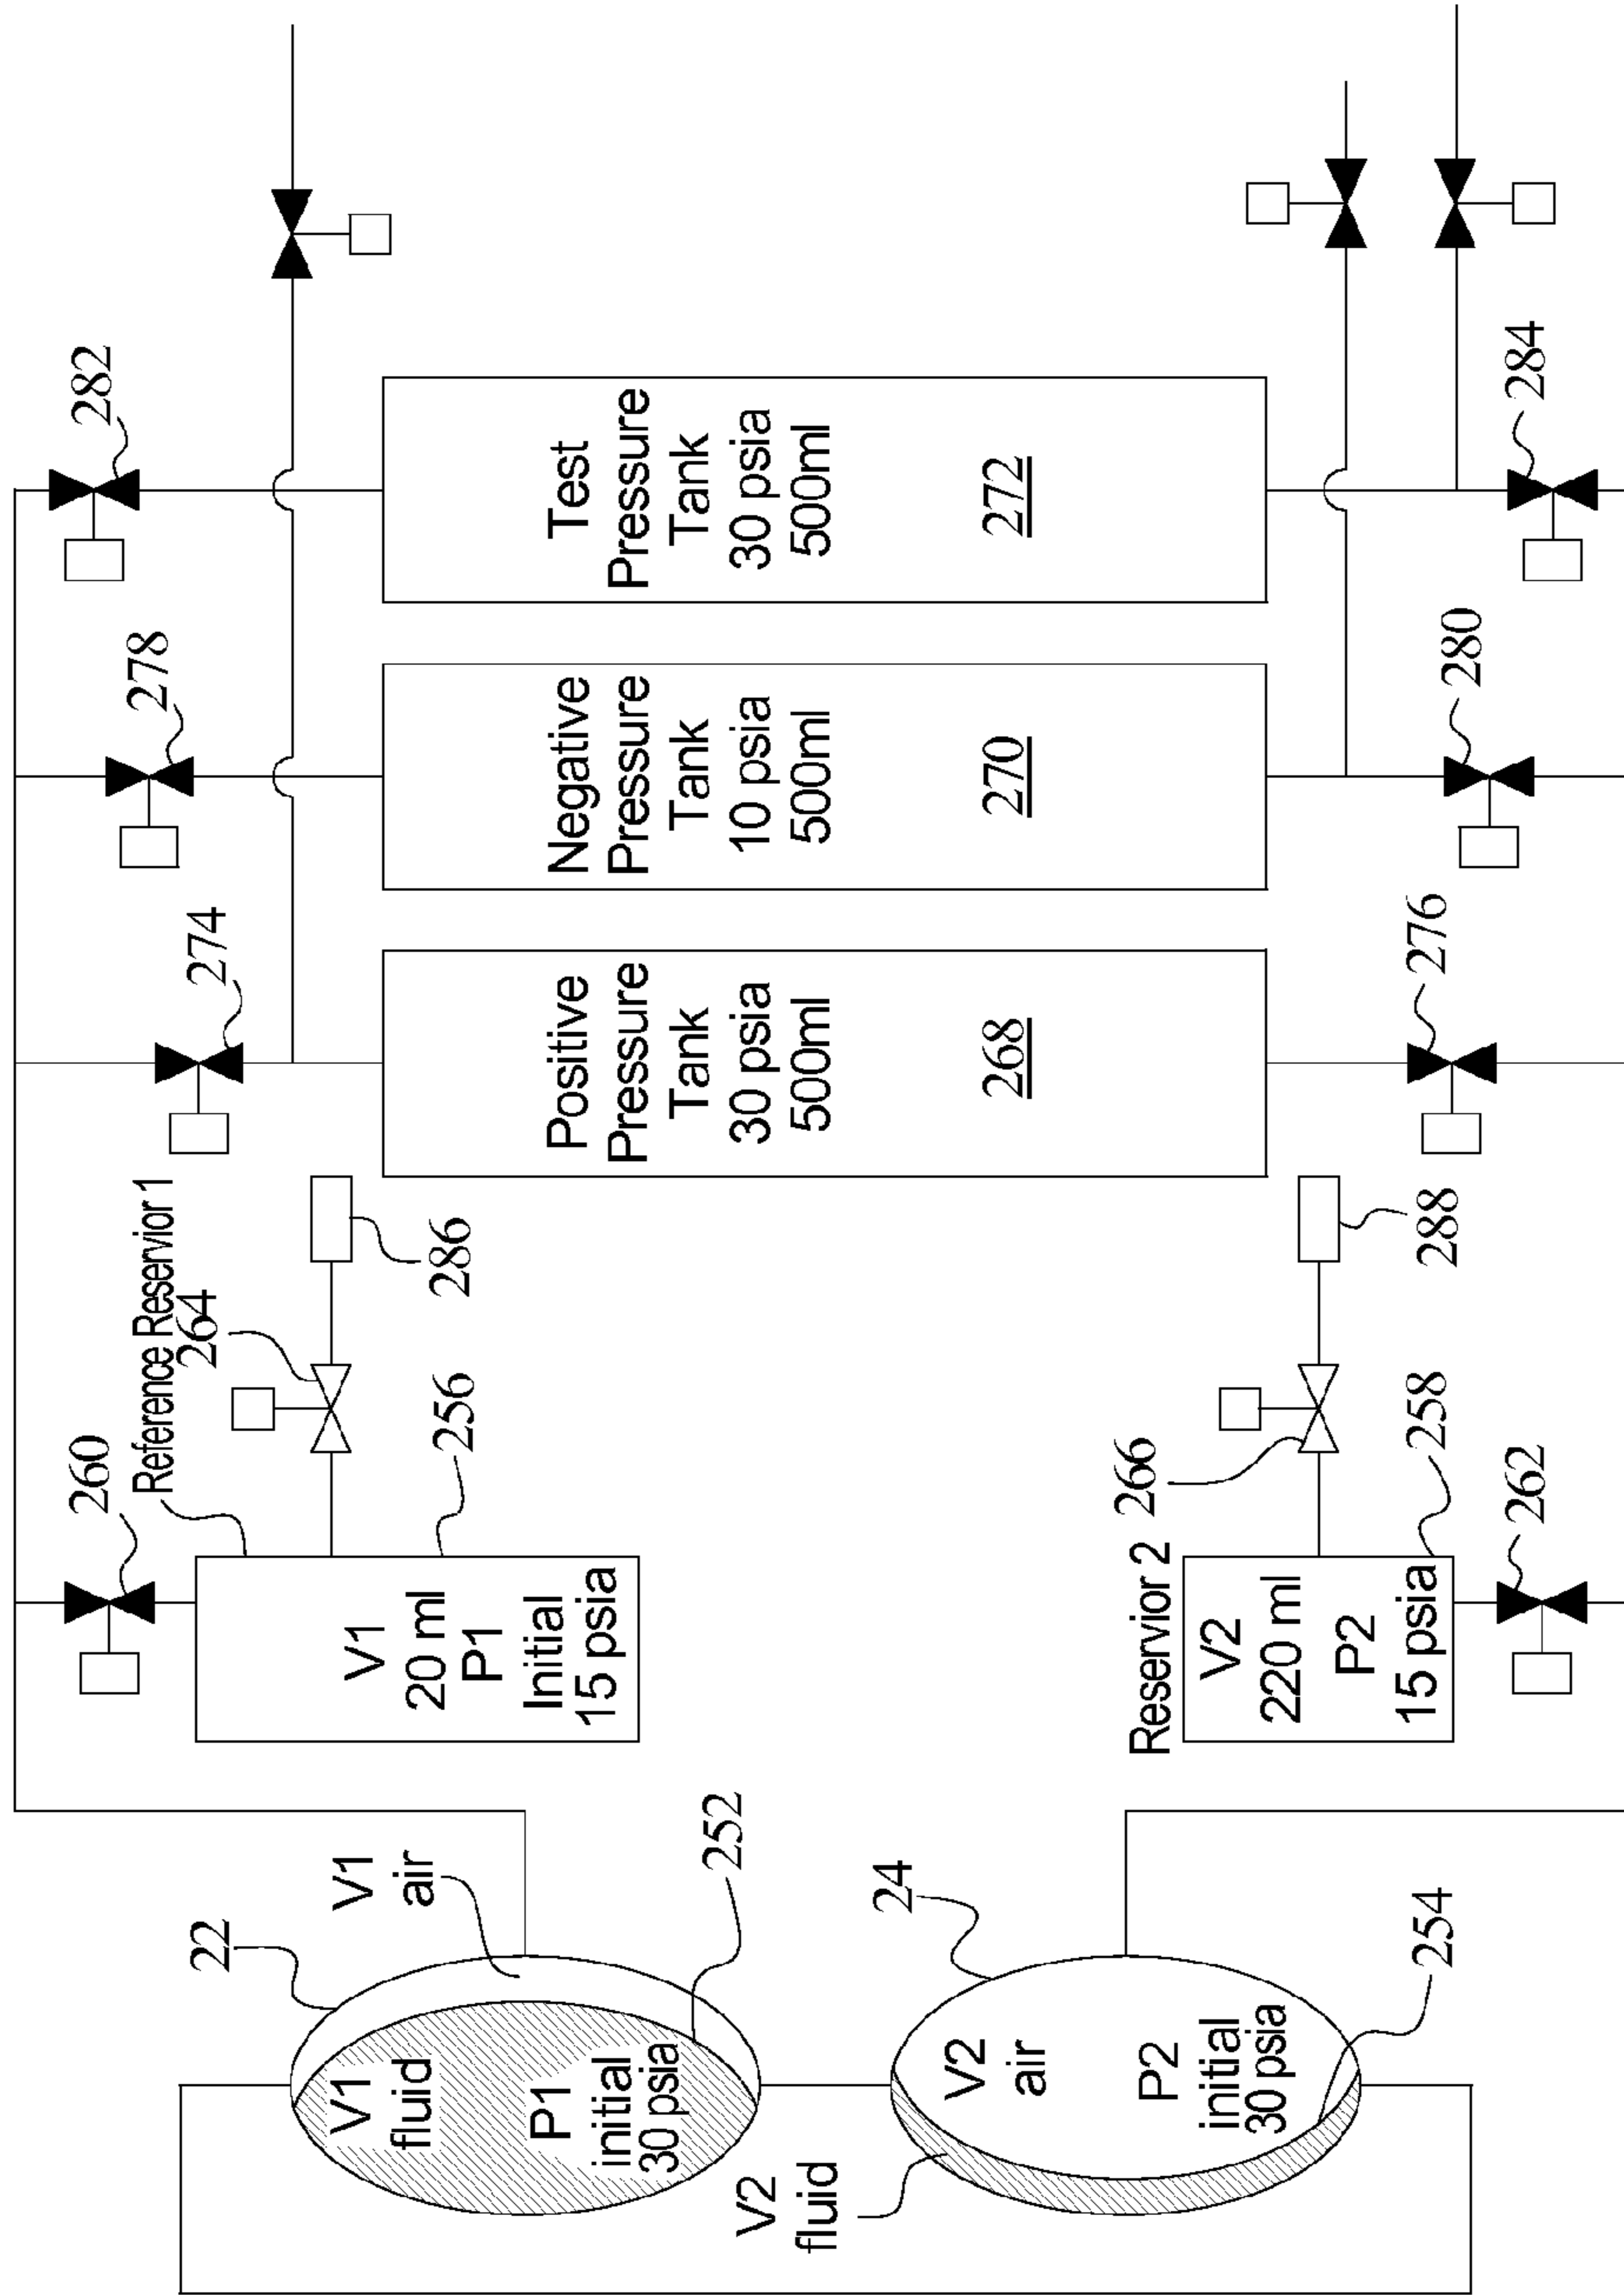 282
278
274
Reference Reservior 1
260
264
286
V1
20 ml
P1
Initial
15 psia
256
Positive
Pressure
Tank
30 psia
500ml
268
Negative
Pressure
Tank
10 psia
500ml
270
Test
Pressure
Tank
30 psia
500ml
272
22
V1
air
V1
fluid
P1
initial
30 psia
252
V2
fluid
24
V2
air
P2
initial
30 psia
254
Reservior 2
V2
220 ml
P2
15 psia
266
258
288
262
276
280
284